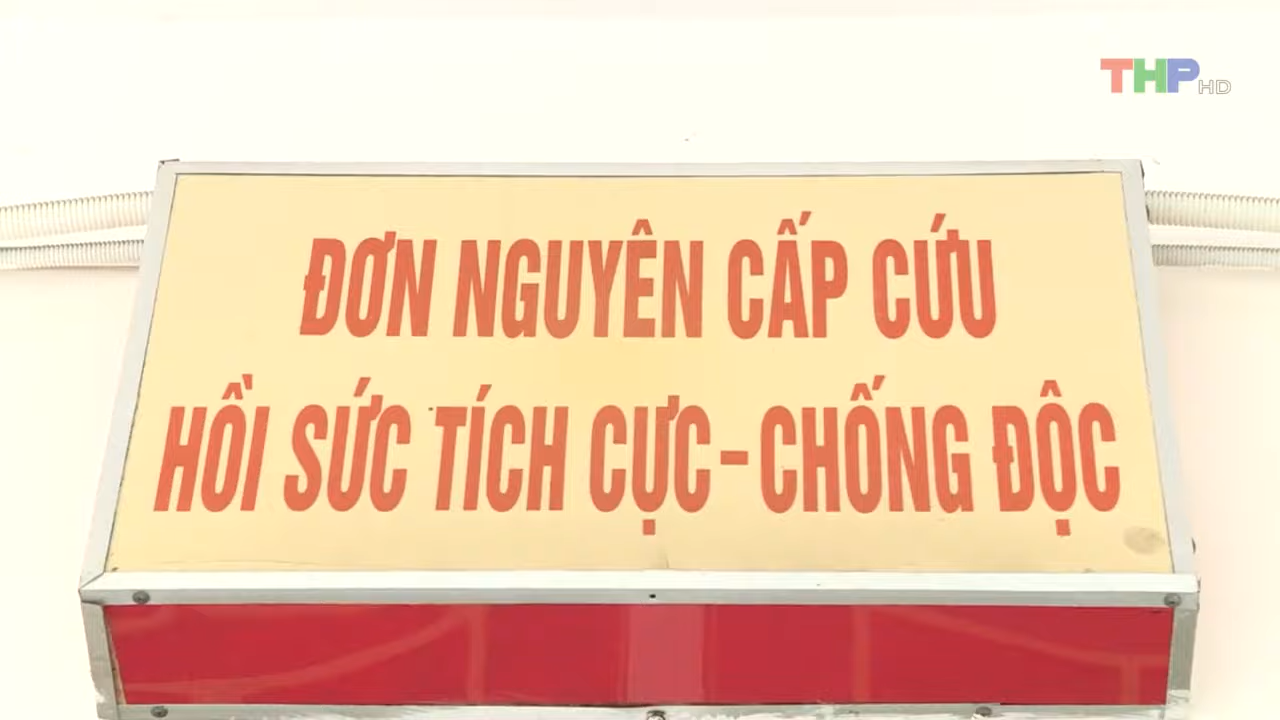 THP HD
ĐƠN NGUYÊN CẤP CỨU
HỒI SỨC TÍCH CỰC - CHỐNG ĐỘC